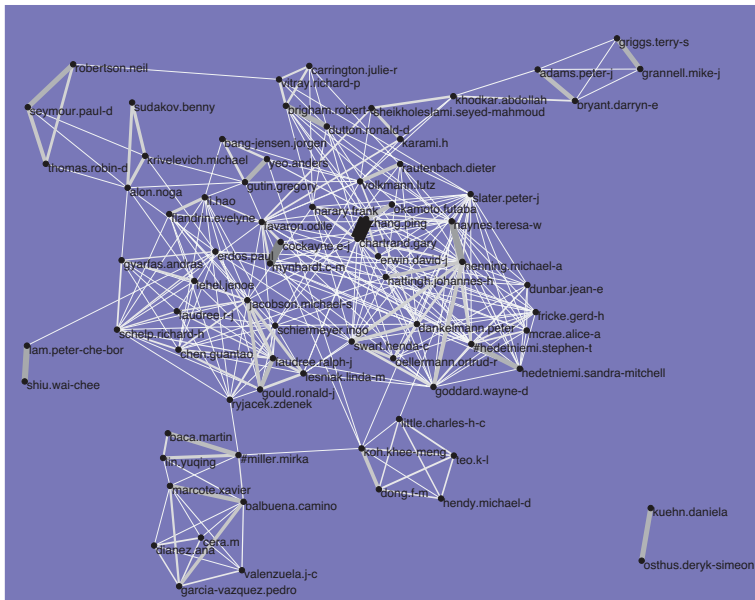 griggs.terry-s
robertson.neil
carrington.julie-r
adams.peter-j
grannell.mike-j
vitray.richard-p
seymour.paul-d
sudakov.benny
brigham.robert-c
sheikholeslami.seyed-mahmoud
khodkar.abdollah
bryant.darryn-e
dutton.ronald-d
bang-jensen.jorgen
karami.h
thomas.robin-d
krivelevich.michael
yeo.anders
rautenbach.dieter
alon.noga
gutin.gregory
volkmann.lutz
slater.peter-j
li.hao
harary.frank
okamoto.futaba
flandrin.evelyne
favaron.odile
zhang.ping
haynes.teresa-w
cockayne.e-j
chartrand.gary
erdos.paul
gyarfas.andras
mynhardt.c-m
erwin.david-j
henning.michael-a
lehel.jenoe
hattingh.johannes-h
dunbar.jean-e
jacobson.michael-s
faudree.r-j
fricke.gerd-h
schelp.richard-h
schiermeyer.ingo
dankelmann.peter
mcrae.alice-a
lam.peter-che-bor
chen.guantao
swart.henda-c
#hedetniemi.stephen-t
faudree.ralph-j
oellermann.ortrud-r
hedetniemi.sandra-mitchell
shiu.wai-chee
lesniak.linda-m
gould.ronald-j
goddard.wayne-d
ryjacek.zdenek
little.charles-h-c
baca.martin
lin.yuqing
#miller.mirka
koh.khee-meng
teo.k-l
marcote.xavier
dong.f-m
balbuena.camino
hendy.michael-d
kuehn.daniela
cera.m
dianez.ana
valenzuela.j-c
osthus.deryk-simeon
garcia-vazquez.pedro